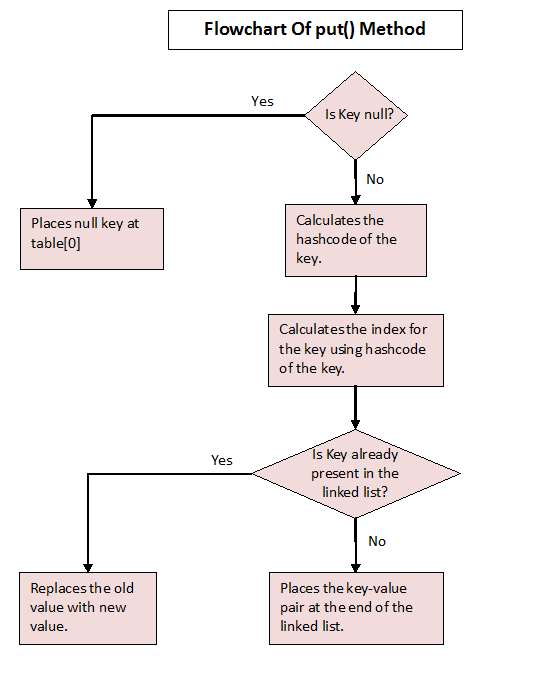 Flowchart Of put() Method
Yes
Is Key null?
No
Places null key at
table[0]
Calculates the
hashcode of the
key.
Calculates the index for
the key using hashcode
of the key.
Is Key already
present in the
linked list?
Yes
No
Replaces the old
value with new
value.
Places the key-value
pair at the end of the
linked list.